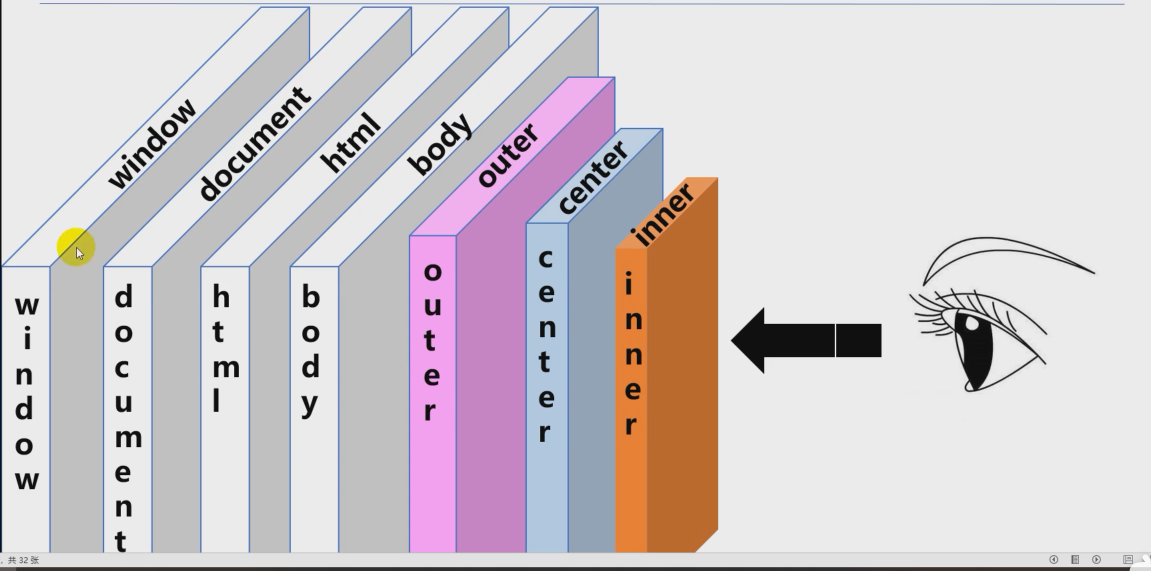 window
document
html
body
outer
center
inner
window
document
html
body
outer
center
inner
, 共 32 张